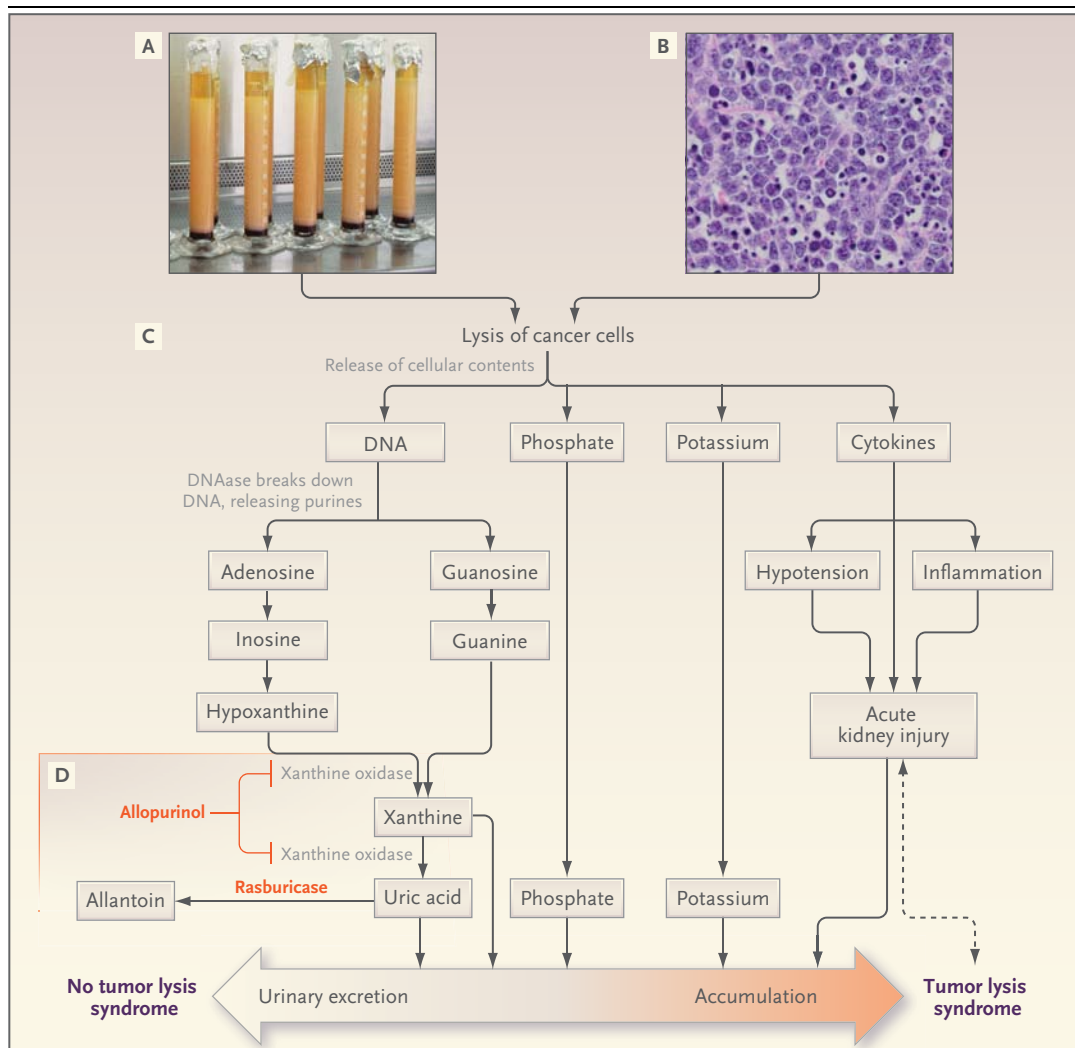 A
B
C
Lysis of cancer cells
Release of cellular contents
DNA
Phosphate
Potassium
Cytokines
DNAase breaks down
DNA, releasing purines
Adenosine
Guanosine
Hypotension
Inflammation
Inosine
Guanine
Hypoxanthine
Acute
kidney injury
D
Xanthine oxidase
Allopurinol
Xanthine
Xanthine oxidase
Rasburicase
Allantoin
Uric acid
Phosphate
Potassium
No tumor lysis
syndrome
Urinary excretion
Accumulation
Tumor lysis
syndrome